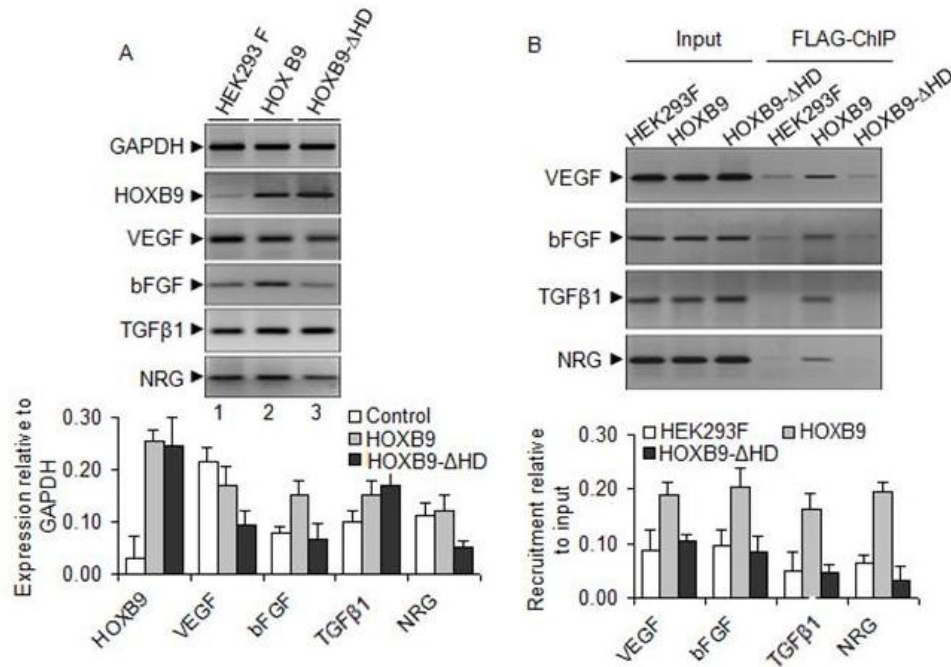 A
HEK293 F
HOX B9
HOXB9-ΔHD
GAPDH
HOXB9
VEGF
bFGF
TGFβ1
NRG
1 2 3
Expression relative to
GAPDH
0.30
0.20
0.10
0.00
Control
HOXB9
HOXB9-ΔHD
HOXB9
VEGF
bFGF
TGFβ1
NRG
B
Input FLAG-ChIP
HEK293F
HOXB9
HOXB9-ΔHD
HEK293F
HOXB9
HOXB9-ΔHD
VEGF
bFGF
TGFβ1
NRG
Recruitment relative
to input
0.30
0.20
0.10
0.00
HEK293F
HOXB9
HOXB9-ΔHD
VEGF
bFGF
TGFβ1
NRG